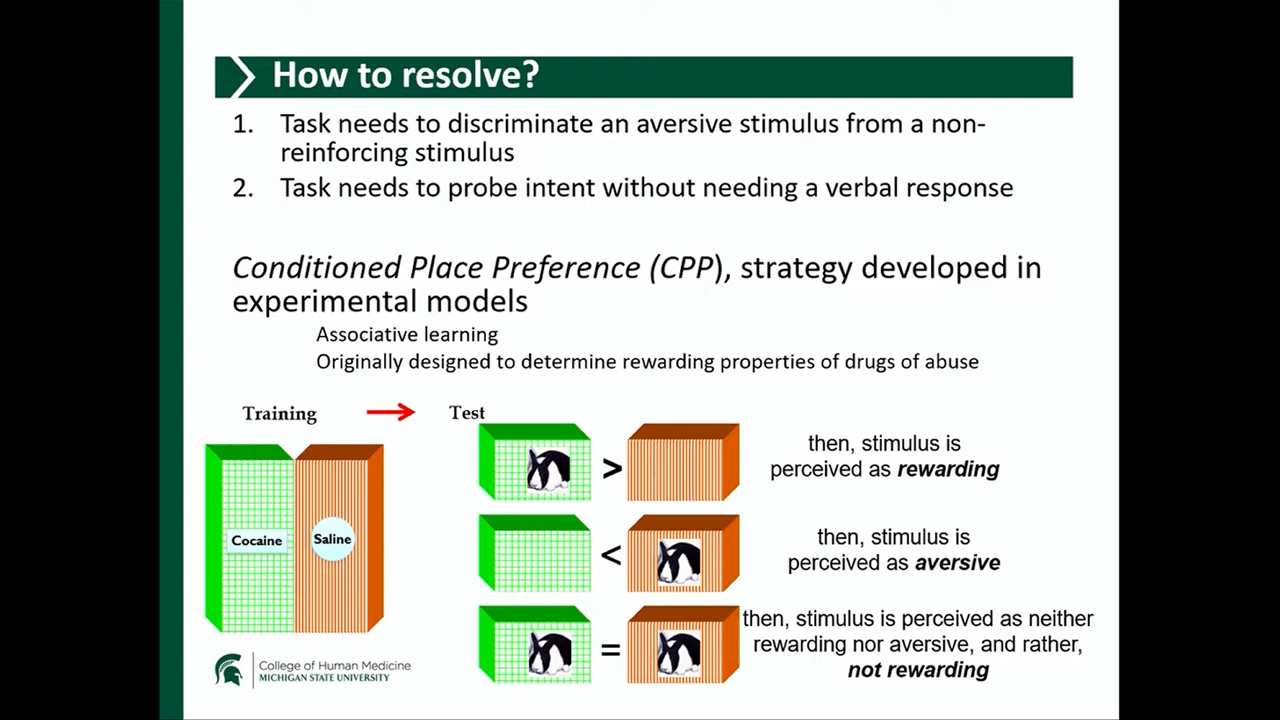 How to resolve?
1. Task needs to discriminate an aversive stimulus from a non-
reinforcing stimulus
2. Task needs to probe intent without needing a verbal response
Conditioned Place Preference (CPP), strategy developed in
experimental models
Associative learning
Originally designed to determine rewarding properties of drugs of abuse
Training
Test
Cocaine
Saline
>
then, stimulus is
perceived as rewarding
<
then, stimulus is
perceived as aversive
=
then, stimulus is perceived as neither
rewarding nor aversive, and rather,
not rewarding
College of Human Medicine
MICHIGAN STATE UNIVERSITY